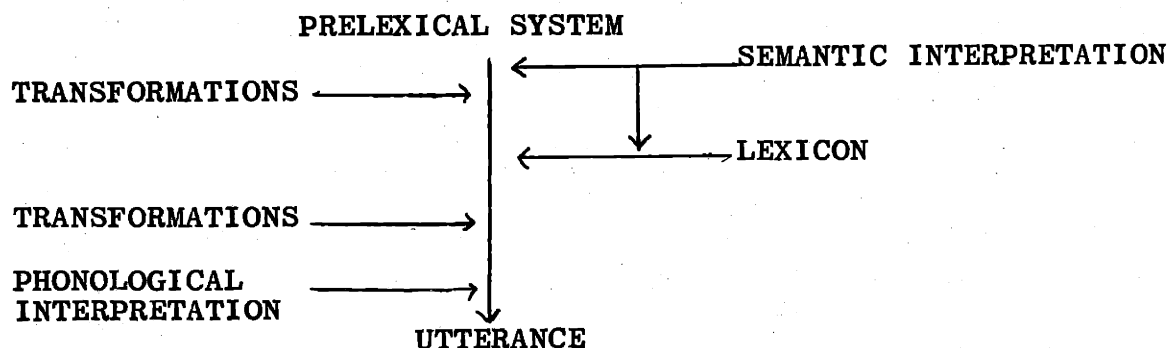 PRELEXICAL SYSTEM
SEMANTIC INTERPRETATION
TRANSFORMATIONS
LEXICON
TRANSFORMATIONS
PHONOLOGICAL
INTERPRETATION
UTTERANCE